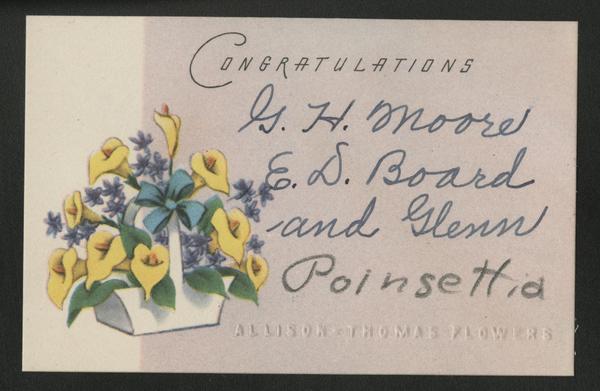 CONGRATULATIONS
G. H. Moore
E. D. Board
and Glenn
Poinsettia
ALLISON-THOMAS FLOWERS